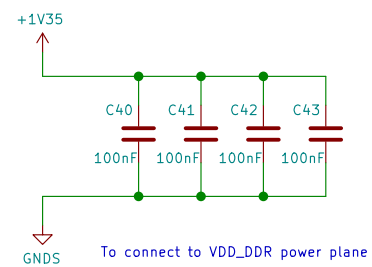 +1V35
C40 C41 C42 C43
100nF 100nF 100nF 100nF
GNDS
To connect to VDD_DDR power plane